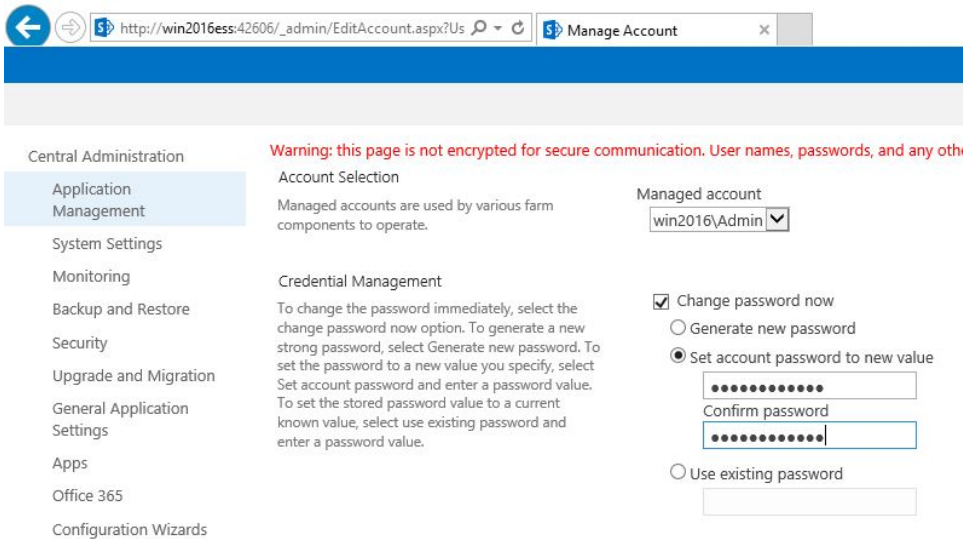 http://win2016ess:42606/_admin/EditAccount.aspx?Us
Manage Account
Central Administration
Application
Management
System Settings
Monitoring
Backup and Restore
Security
Upgrade and Migration
General Application
Settings
Apps
Office 365
Configuration Wizards
Warning: this page is not encrypted for secure communication. User names, passwords, and any othe
Account Selection
Managed accounts are used by various farm
components to operate.
Managed account
win2016\Admin
Credential Management
To change the password immediately, select the
change password now option. To generate a new
strong password, select Generate new password. To
set the password to a new value you specify, select
Set account password and enter a password value.
To set the stored password value to a current
known value, select use existing password and
enter a password value.
Change password now
Generate new password
Set account password to new value
●●●●●●●●●●●●
Confirm password
●●●●●●●●●●●●
Use existing password